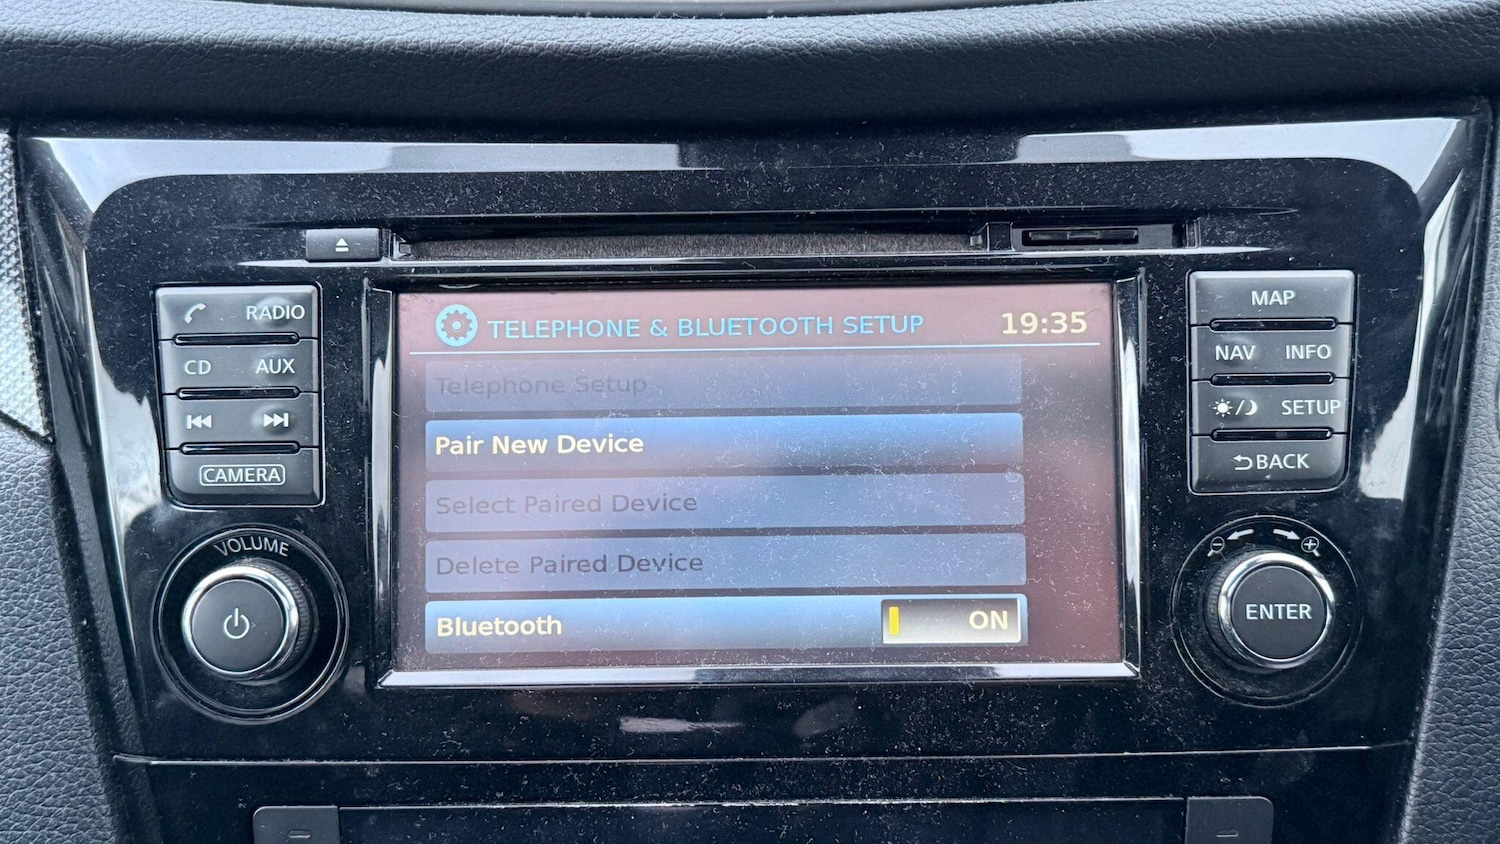 TELEPHONE & BLUETOOTH SETUP 19:35
Telephone Setup
Pair New Device
Select Paired Device
Delete Paired Device
Bluetooth ON
RADIO
CD AUX
CAMERA
VOLUME
MAP
NAV INFO
SETUP
BACK
ENTER